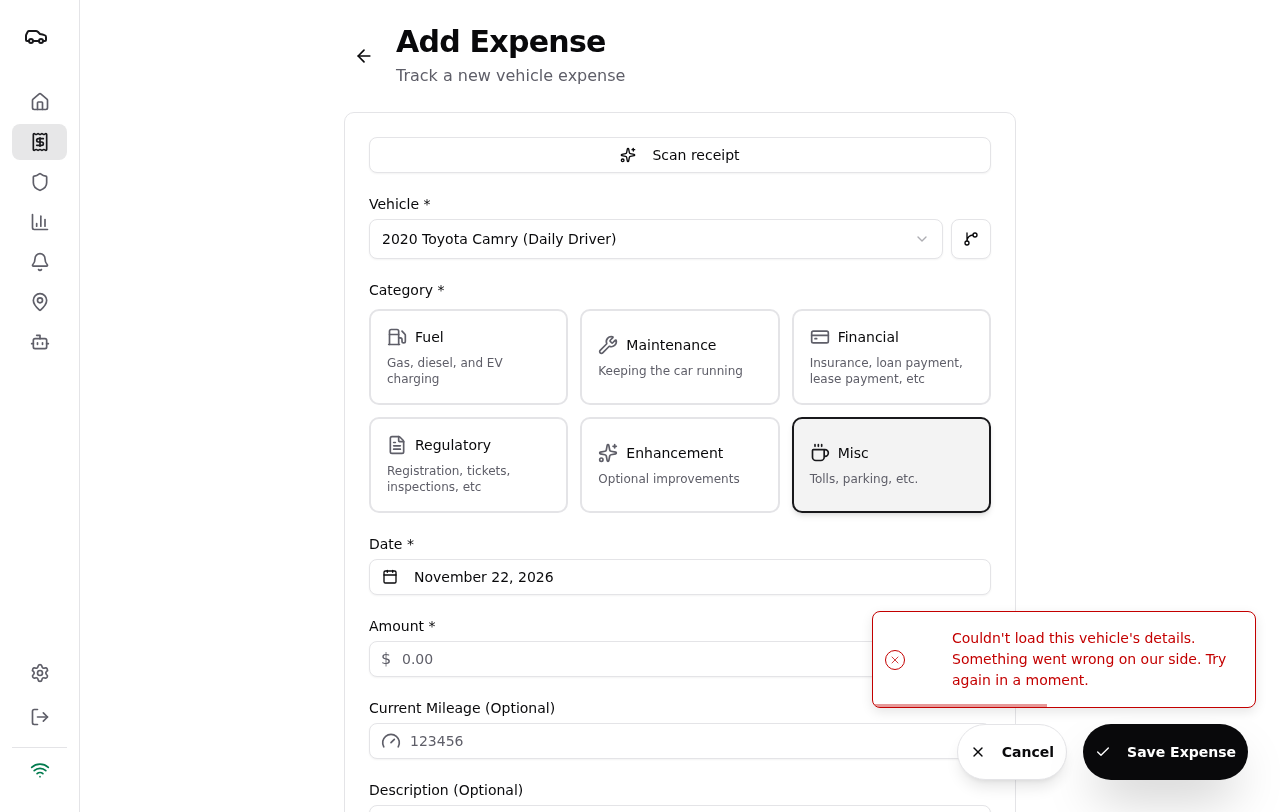 Add Expense
Track a new vehicle expense
Scan receipt
Vehicle *
2020 Toyota Camry (Daily Driver)
Category *
Fuel
Gas, diesel, and EV
charging
Maintenance
Keeping the car running
Financial
Insurance, loan payment,
lease payment, etc
Regulatory
Registration, tickets,
inspections, etc
Enhancement
Optional improvements
Misc
Tolls, parking, etc.
Date *
November 22, 2026
Amount *
$ 0.00
Couldn't load this vehicle's details.
Something went wrong on our side. Try
again in a moment.
Current Mileage (Optional)
123456
Cancel
Save Expense
Description (Optional)